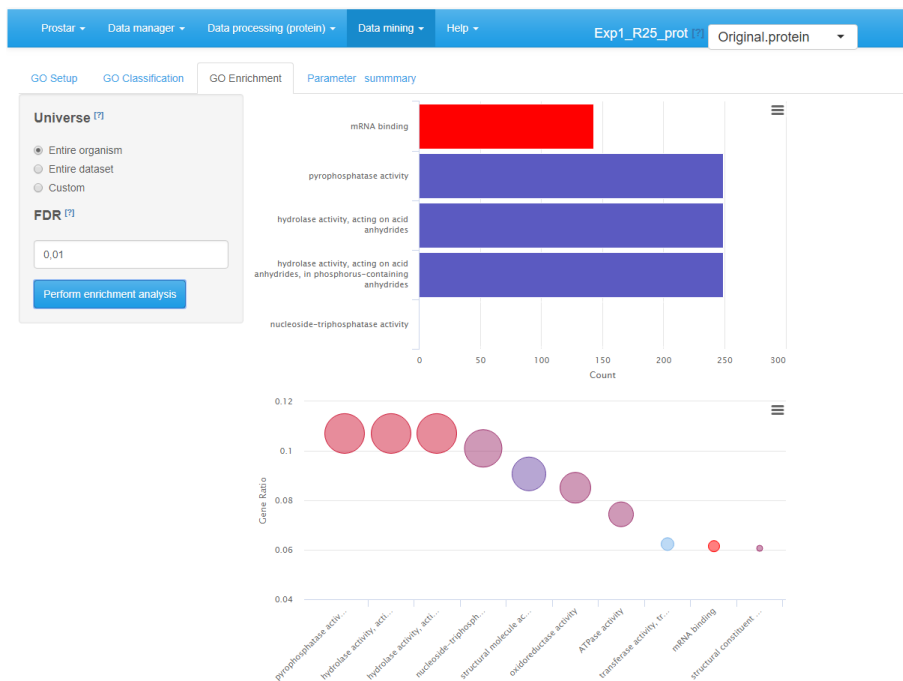 Prostar Data manager Data processing (protein) Data mining Help Exp1_R25_prot [?] Original.protein
GO Setup GO Classification GO Enrichment Parameter summmary
Universe [?]
Entire organism
Entire dataset
Custom
FDR [?]
0,01
Perform enrichment analysis
mRNA binding
pyrophosphatase activity
hydrolase activity, acting on acid
anhydrides
hydrolase activity, acting on acid
anhydrides, in phosphorus-containing
anhydrides
nucleoside-triphosphatase activity
0 50 100 150 200 250 300
Count
0.12
0.1
0.08
0.06
0.04
Gene Ratio
pyrophosphatase activ...
hydrolase activity, acti...
hydrolase activity, acti...
nucleoside-triphosph...
structural molecule ac...
oxidoreductase activity
ATPase activity
transferase activity, tr...
mRNA binding
structural constituent ...